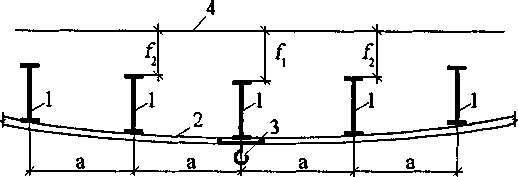 4
f₂ f₁ f₂
1 1 1 1 1
2 3
a a a a